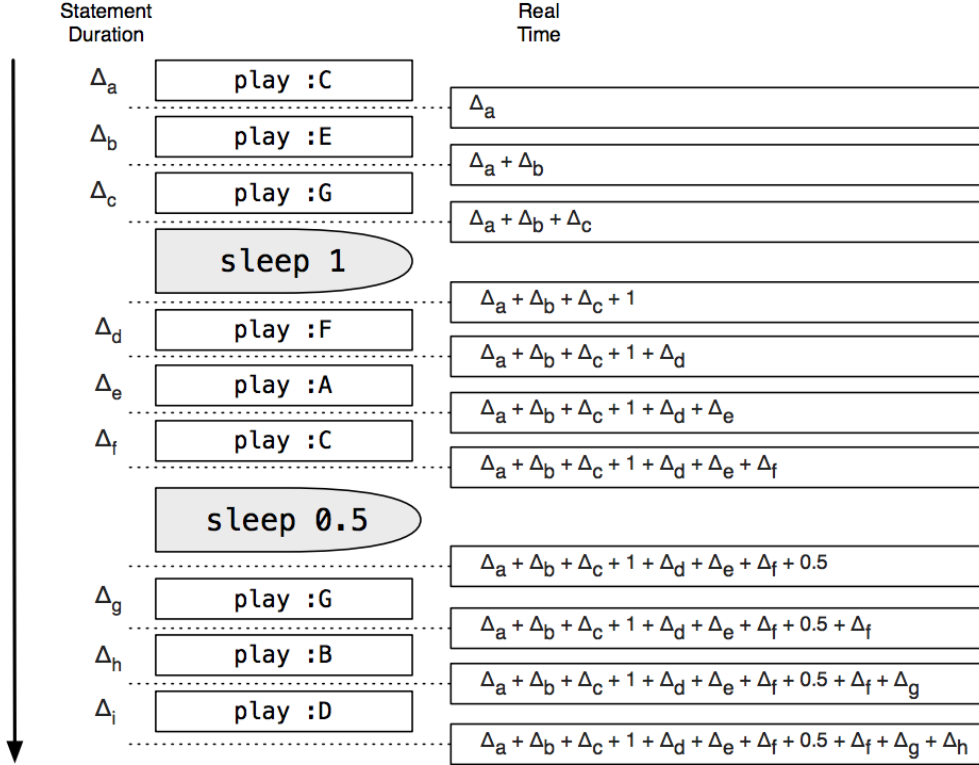 Statement
Duration
Real
Time
Δa
play :C
Δa
Δb
play :E
Δa + Δb
Δc
play :G
Δa + Δb + Δc
sleep 1
Δa + Δb + Δc + 1
Δd
play :F
Δa + Δb + Δc + 1 + Δd
Δe
play :A
Δa + Δb + Δc + 1 + Δd + Δe
Δf
play :C
Δa + Δb + Δc + 1 + Δd + Δe + Δf
sleep 0.5
Δa + Δb + Δc + 1 + Δd + Δe + Δf + 0.5
Δg
play :G
Δa + Δb + Δc + 1 + Δd + Δe + Δf + 0.5 + Δf
Δh
play :B
Δa + Δb + Δc + 1 + Δd + Δe + Δf + 0.5 + Δf + Δg
Δi
play :D
Δa + Δb + Δc + 1 + Δd + Δe + Δf + 0.5 + Δf + Δg + Δh